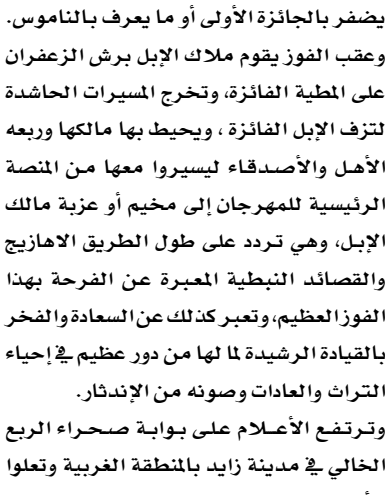 يضفر بالجائزة الأولى أو ما يعرف بالناموس.
وعقب الفوز يقوم ملاك الإبل برش الزعفران
على المطية الفائزة، وتخرج المسيرات الحاشدة
لتزف الإبل الفائزة ، ويحيط بها مالكها وربعه
الأهل والأصدقاء ليسيروا معها من المنصة
الرئيسية للمهرجان إلى مخيم أو عزبة مالك
الإبل، وهي تردد على طول الطريق الاهازيج
والقصائد النبطية المعبرة عن الفرحة بهذا
الفوز العظيم، وتعبر كذلك عن السعادة والفخر
بالقيادة الرشيدة لما لها من دور عظيم في إحياء
التراث والعادات وصونه من الإندثار.
وترتفع الأعلام على بوابة صحراء الربع
الخالي في مدينة زايد بالمنطقة الغربية وتعلوا